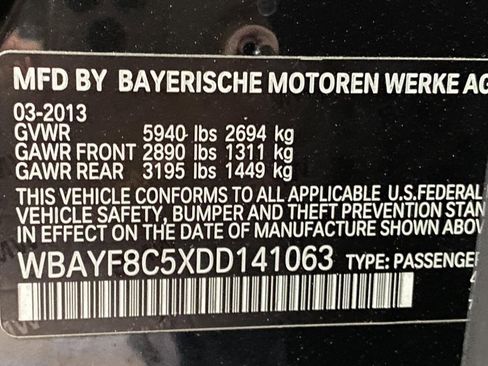 MFD BY BAYERISCHE MOTOREN WERKE AG
03-2013
GVWR 5940 lbs 2694 kg
GAWR FRONT 2890 lbs 1311 kg
GAWR REAR 3195 lbs 1449 kg
THIS VEHICLE CONFORMS TO ALL APPLICABLE U.S.FEDERAL
VEHICLE SAFETY, BUMPER AND THEFT PREVENTION STAN
IN EFFECT ON THE DATE OF MANUFACTURE SHOWN ABOV
WBAYF8C5XDD141063 TYPE: PASSENGER